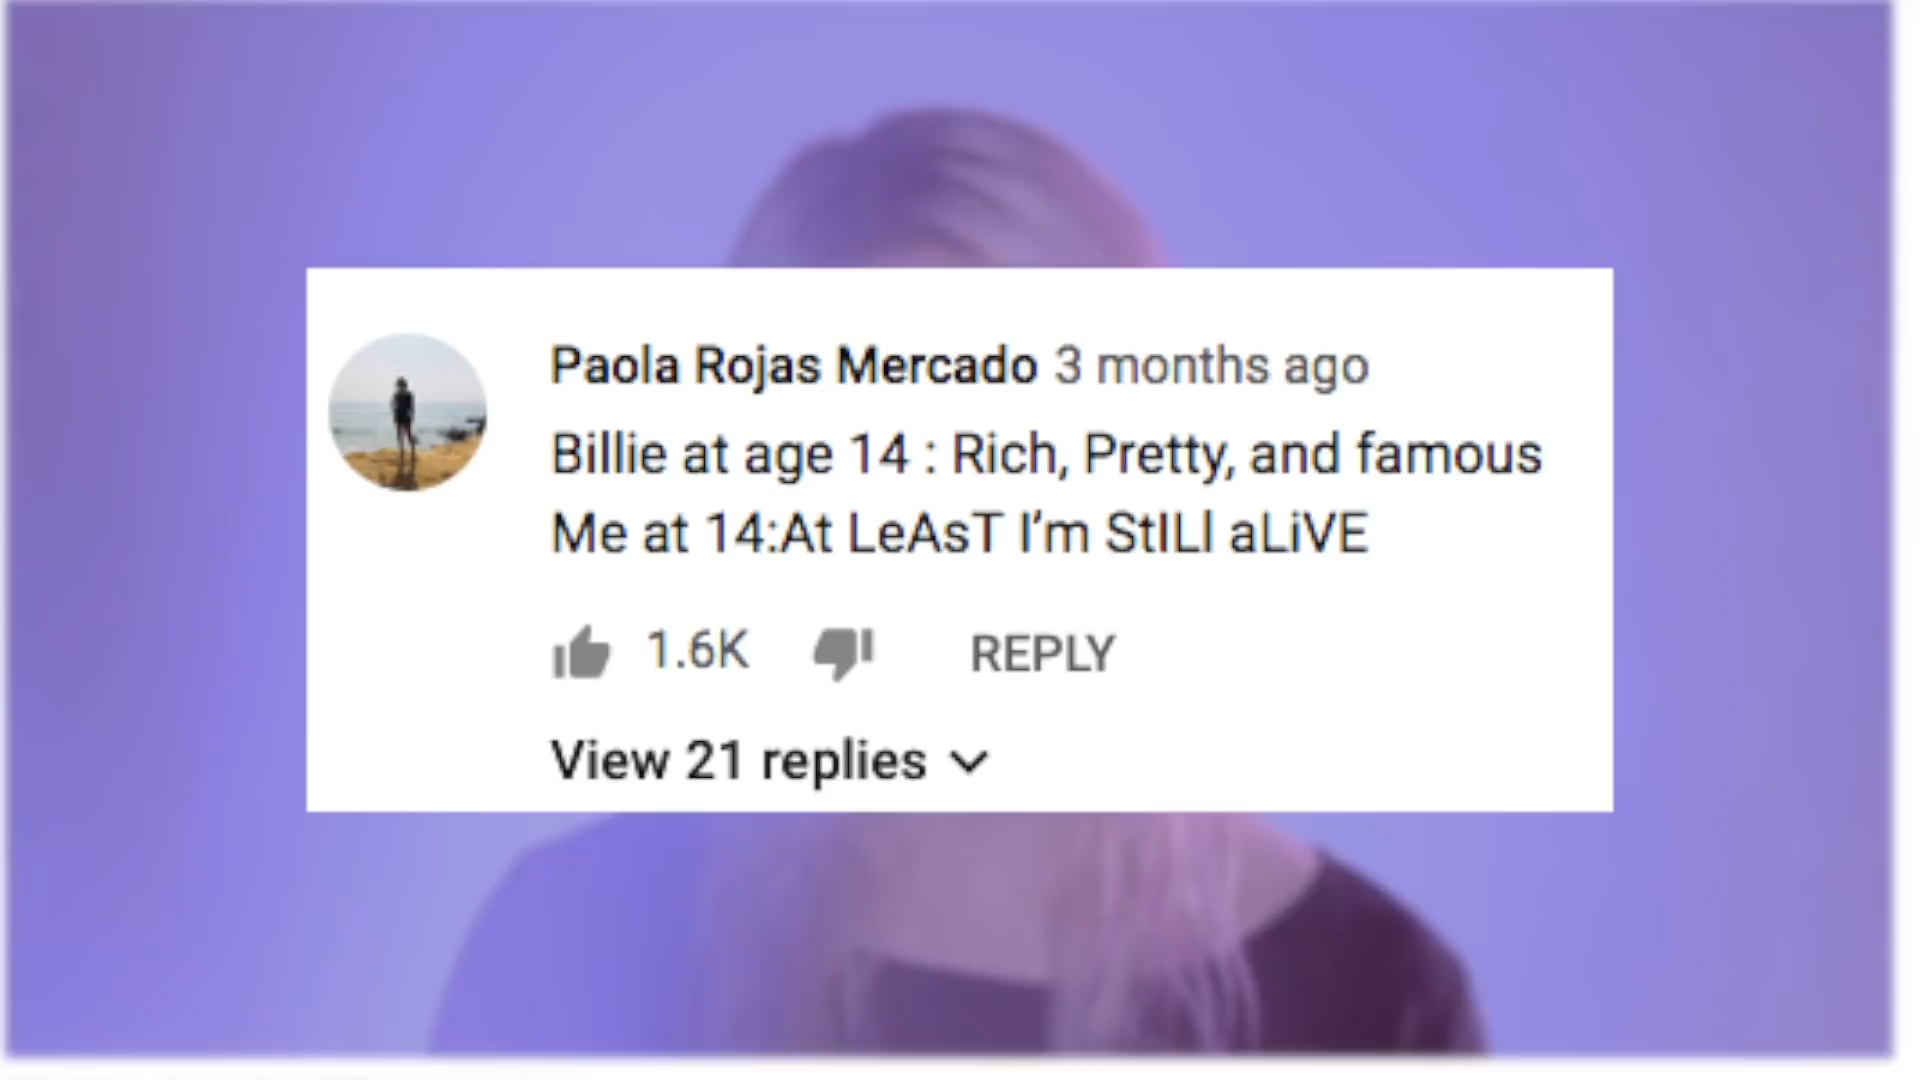 Paola Rojas Mercado 3 months ago
Billie at age 14 : Rich, Pretty, and famous
Me at 14:At LeAsT I’m StILl aLiVE
1.6K REPLY
View 21 replies